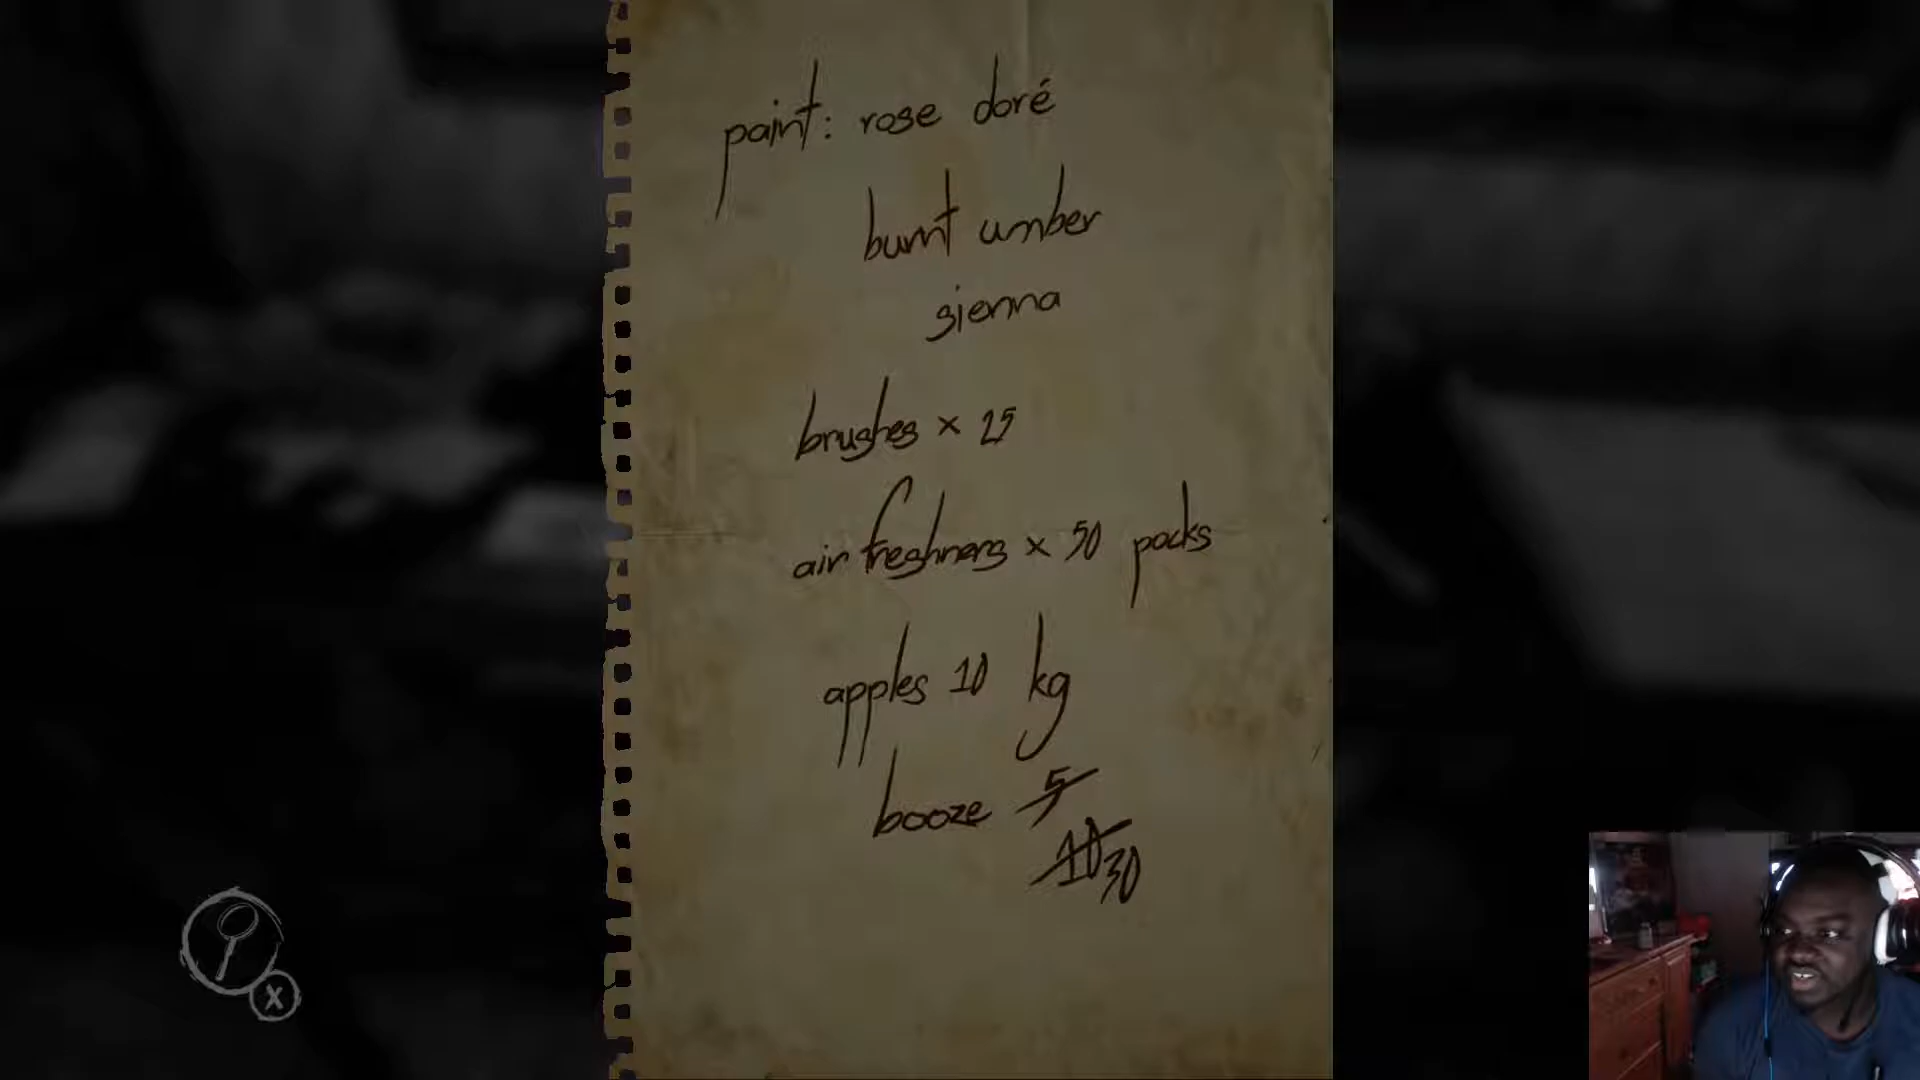 paint: rose doré
burnt umber
sienna
brushes × 25
air freshners × 50 packs
apples 10 kg
booze 5
10 30
X